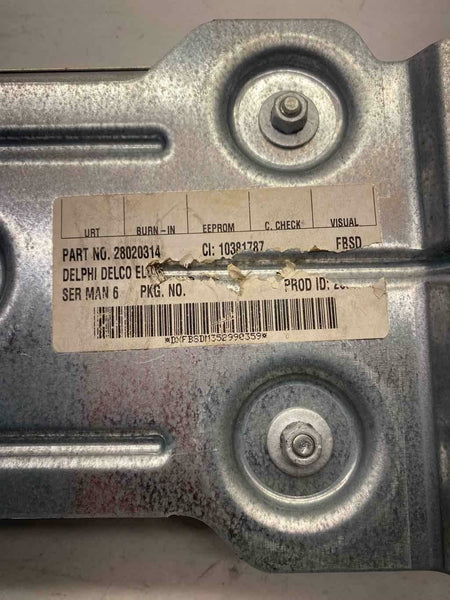 URT BURN-IN EEPROM C. CHECK VISUAL
PART NO. 28020314 CI: 10381787 FBSD
DELPHI DELCO
SER MAN 6 PKG. NO. PROD ID:
*DMFBSDM352990359*